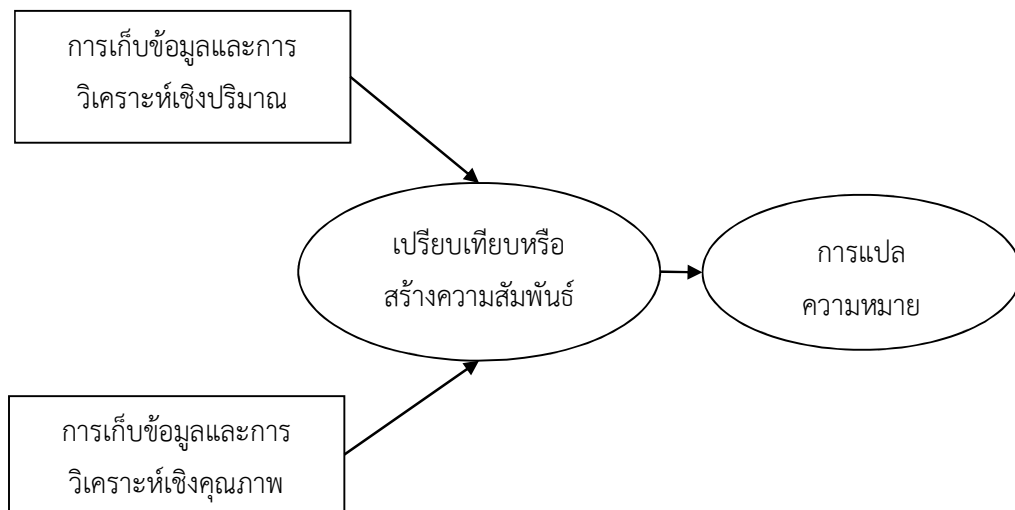 การเก็บข้อมูลและการ
วิเคราะห์เชิงปริมาณ
เปรียบเทียบหรือ
สร้างความสัมพันธ์
การแปล
ความหมาย
การเก็บข้อมูลและการ
วิเคราะห์เชิงคุณภาพ